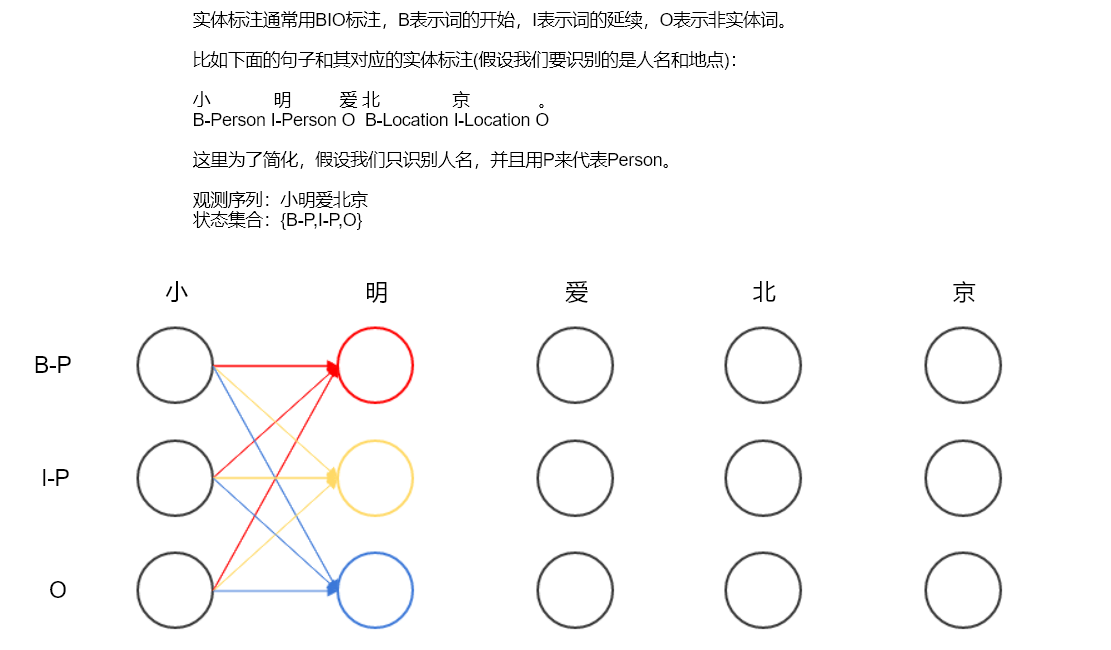 实体标注通常用BIO标注，B表示词的开始，I表示词的延续，O表示非实体词。
比如下面的句子和其对应的实体标注(假设我们要识别的是人名和地点)：
小 明 爱 北 京 。
B-Person I-Person O B-Location I-Location O
这里为了简化，假设我们只识别人名，并且用P来代表Person。
观测序列：小明爱北京
状态集合：{B-P,I-P,O}
小 明 爱 北 京
B-P
I-P
O